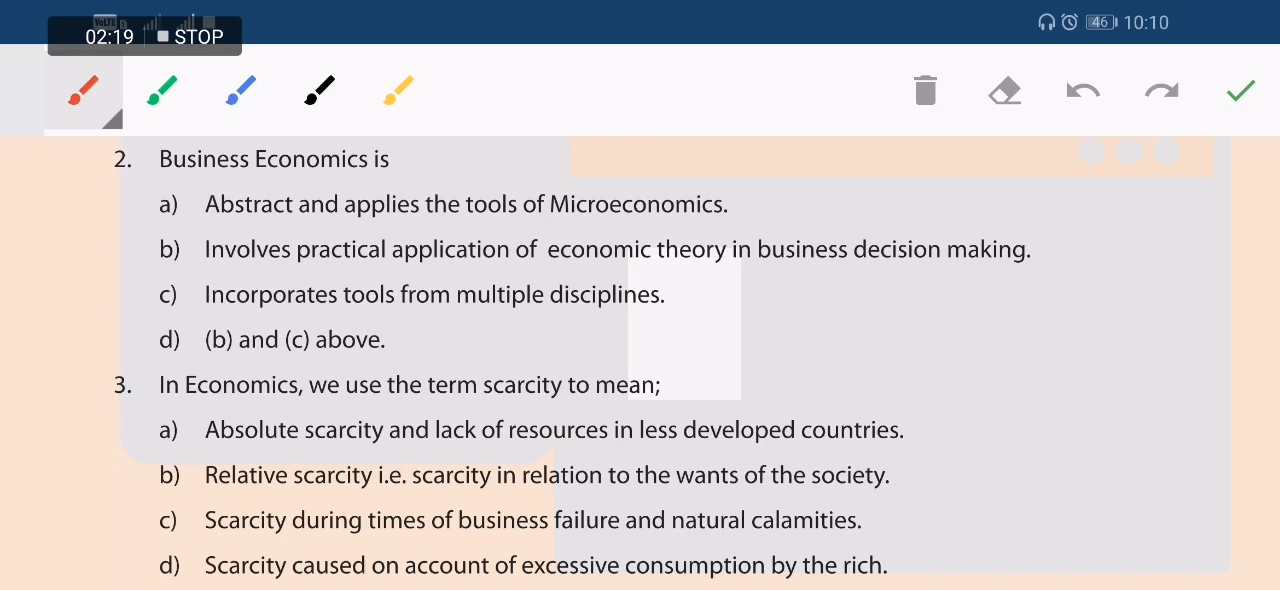 VoLTE
02:19 STOP
46 10:10
2. Business Economics is
a) Abstract and applies the tools of Microeconomics.
b) Involves practical application of economic theory in business decision making.
c) Incorporates tools from multiple disciplines.
d) (b) and (c) above.
3. In Economics, we use the term scarcity to mean;
a) Absolute scarcity and lack of resources in less developed countries.
b) Relative scarcity i.e. scarcity in relation to the wants of the society.
c) Scarcity during times of business failure and natural calamities.
d) Scarcity caused on account of excessive consumption by the rich.